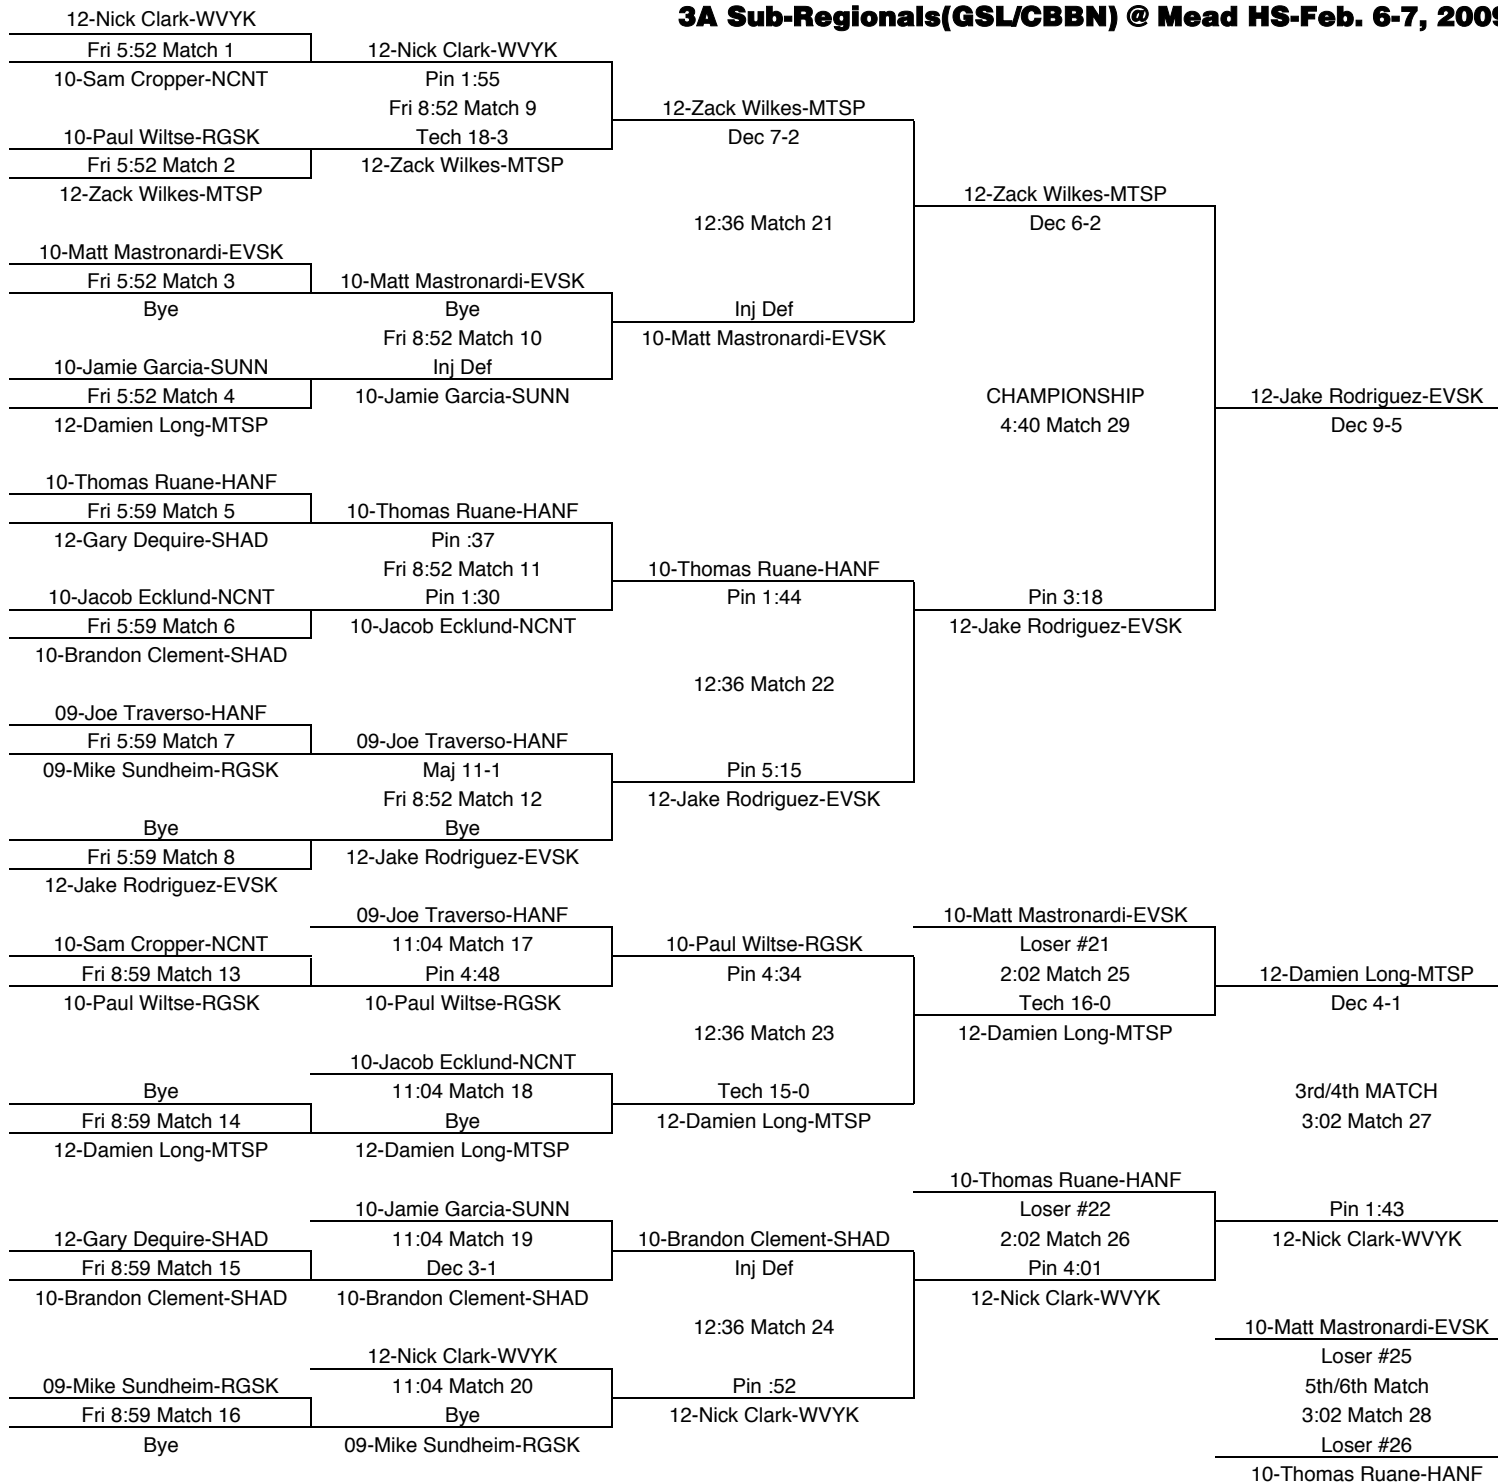 3A Sub-Regionals(GSL/CBBN) @ Mead HS-Feb. 6-7, 2009
12-Nick Clark-WVYK
Fri 5:52 Match 1
10-Sam Cropper-NCNT
10-Paul Wiltse-RGSK
Fri 5:52 Match 2
12-Zack Wilkes-MTSP
10-Matt Mastronardi-EVSK
Fri 5:52 Match 3
Bye
10-Jamie Garcia-SUNN
Fri 5:52 Match 4
12-Damien Long-MTSP
10-Thomas Ruane-HANF
Fri 5:59 Match 5
12-Gary Dequire-SHAD
10-Jacob Ecklund-NCNT
Fri 5:59 Match 6
10-Brandon Clement-SHAD
09-Joe Traverso-HANF
Fri 5:59 Match 7
09-Mike Sundheim-RGSK
Bye
Fri 5:59 Match 8
12-Jake Rodriguez-EVSK
12-Nick Clark-WVYK
Pin 1:55
Fri 8:52 Match 9
Tech 18-3
12-Zack Wilkes-MTSP
10-Matt Mastronardi-EVSK
Bye
Fri 8:52 Match 10
Inj Def
10-Jamie Garcia-SUNN
10-Thomas Ruane-HANF
Pin :37
Fri 8:52 Match 11
Pin 1:30
10-Jacob Ecklund-NCNT
09-Joe Traverso-HANF
Maj 11-1
Fri 8:52 Match 12
Bye
12-Jake Rodriguez-EVSK
12-Zack Wilkes-MTSP
Dec 7-2
12:36 Match 21
Inj Def
10-Matt Mastronardi-EVSK
10-Thomas Ruane-HANF
Pin 1:44
12:36 Match 22
Pin 5:15
12-Jake Rodriguez-EVSK
12-Zack Wilkes-MTSP
Dec 6-2
CHAMPIONSHIP
4:40 Match 29
Pin 3:18
12-Jake Rodriguez-EVSK
12-Jake Rodriguez-EVSK
Dec 9-5
10-Sam Cropper-NCNT
Fri 8:59 Match 13
10-Paul Wiltse-RGSK
Bye
Fri 8:59 Match 14
12-Damien Long-MTSP
12-Gary Dequire-SHAD
Fri 8:59 Match 15
10-Brandon Clement-SHAD
09-Mike Sundheim-RGSK
Fri 8:59 Match 16
Bye
09-Joe Traverso-HANF
11:04 Match 17
Pin 4:48
10-Paul Wiltse-RGSK
10-Jacob Ecklund-NCNT
11:04 Match 18
Bye
12-Damien Long-MTSP
10-Jamie Garcia-SUNN
11:04 Match 19
Dec 3-1
10-Brandon Clement-SHAD
12-Nick Clark-WVYK
11:04 Match 20
Bye
09-Mike Sundheim-RGSK
10-Paul Wiltse-RGSK
Pin 4:34
12:36 Match 23
Tech 15-0
12-Damien Long-MTSP
10-Brandon Clement-SHAD
Inj Def
12:36 Match 24
Pin :52
12-Nick Clark-WVYK
10-Matt Mastronardi-EVSK
Loser #21
2:02 Match 25
Tech 16-0
12-Damien Long-MTSP
10-Thomas Ruane-HANF
Loser #22
2:02 Match 26
Pin 4:01
12-Nick Clark-WVYK
12-Damien Long-MTSP
Dec 4-1
3rd/4th MATCH
3:02 Match 27
Pin 1:43
12-Nick Clark-WVYK
10-Matt Mastronardi-EVSK
Loser #25
5th/6th Match
3:02 Match 28
Loser #26
10-Thomas Ruane-HANF